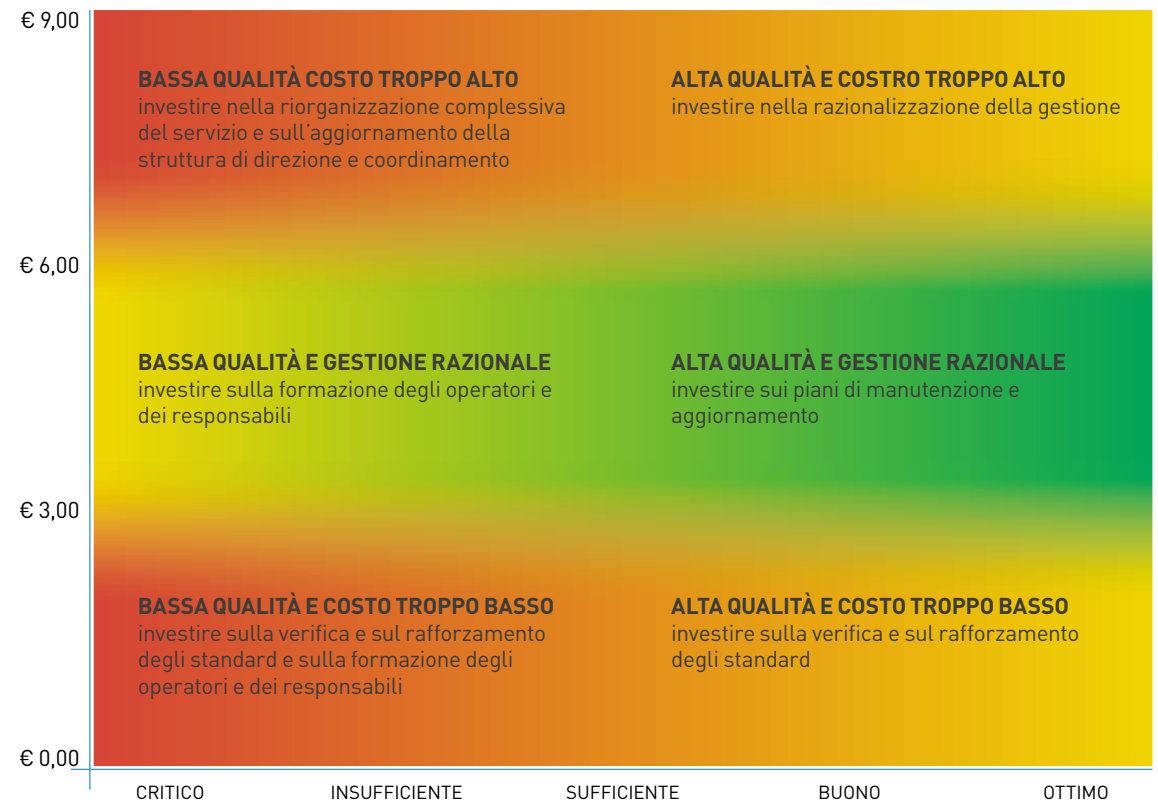 € 9,00
BASSA QUALITÀ COSTO TROPPO ALTO
investire nella riorganizzazione complessiva
del servizio e sull'aggiornamento della
struttura di direzione e coordinamento
ALTA QUALITÀ E COSTRO TROPPO ALTO
investire nella razionalizzazione della gestione
€ 6,00
BASSA QUALITÀ E GESTIONE RAZIONALE
investire sulla formazione degli operatori e
dei responsabili
ALTA QUALITÀ E GESTIONE RAZIONALE
investire sui piani di manutenzione e
aggiornamento
€ 3,00
BASSA QUALITÀ E COSTO TROPPO BASSO
investire sulla verifica e sul rafforzamento
degli standard e sulla formazione degli
operatori e dei responsabili
ALTA QUALITÀ E COSTO TROPPO BASSO
investire sulla verifica e sul rafforzamento
degli standard
€ 0,00
CRITICO INSUFFICIENTE SUFFICIENTE BUONO OTTIMO